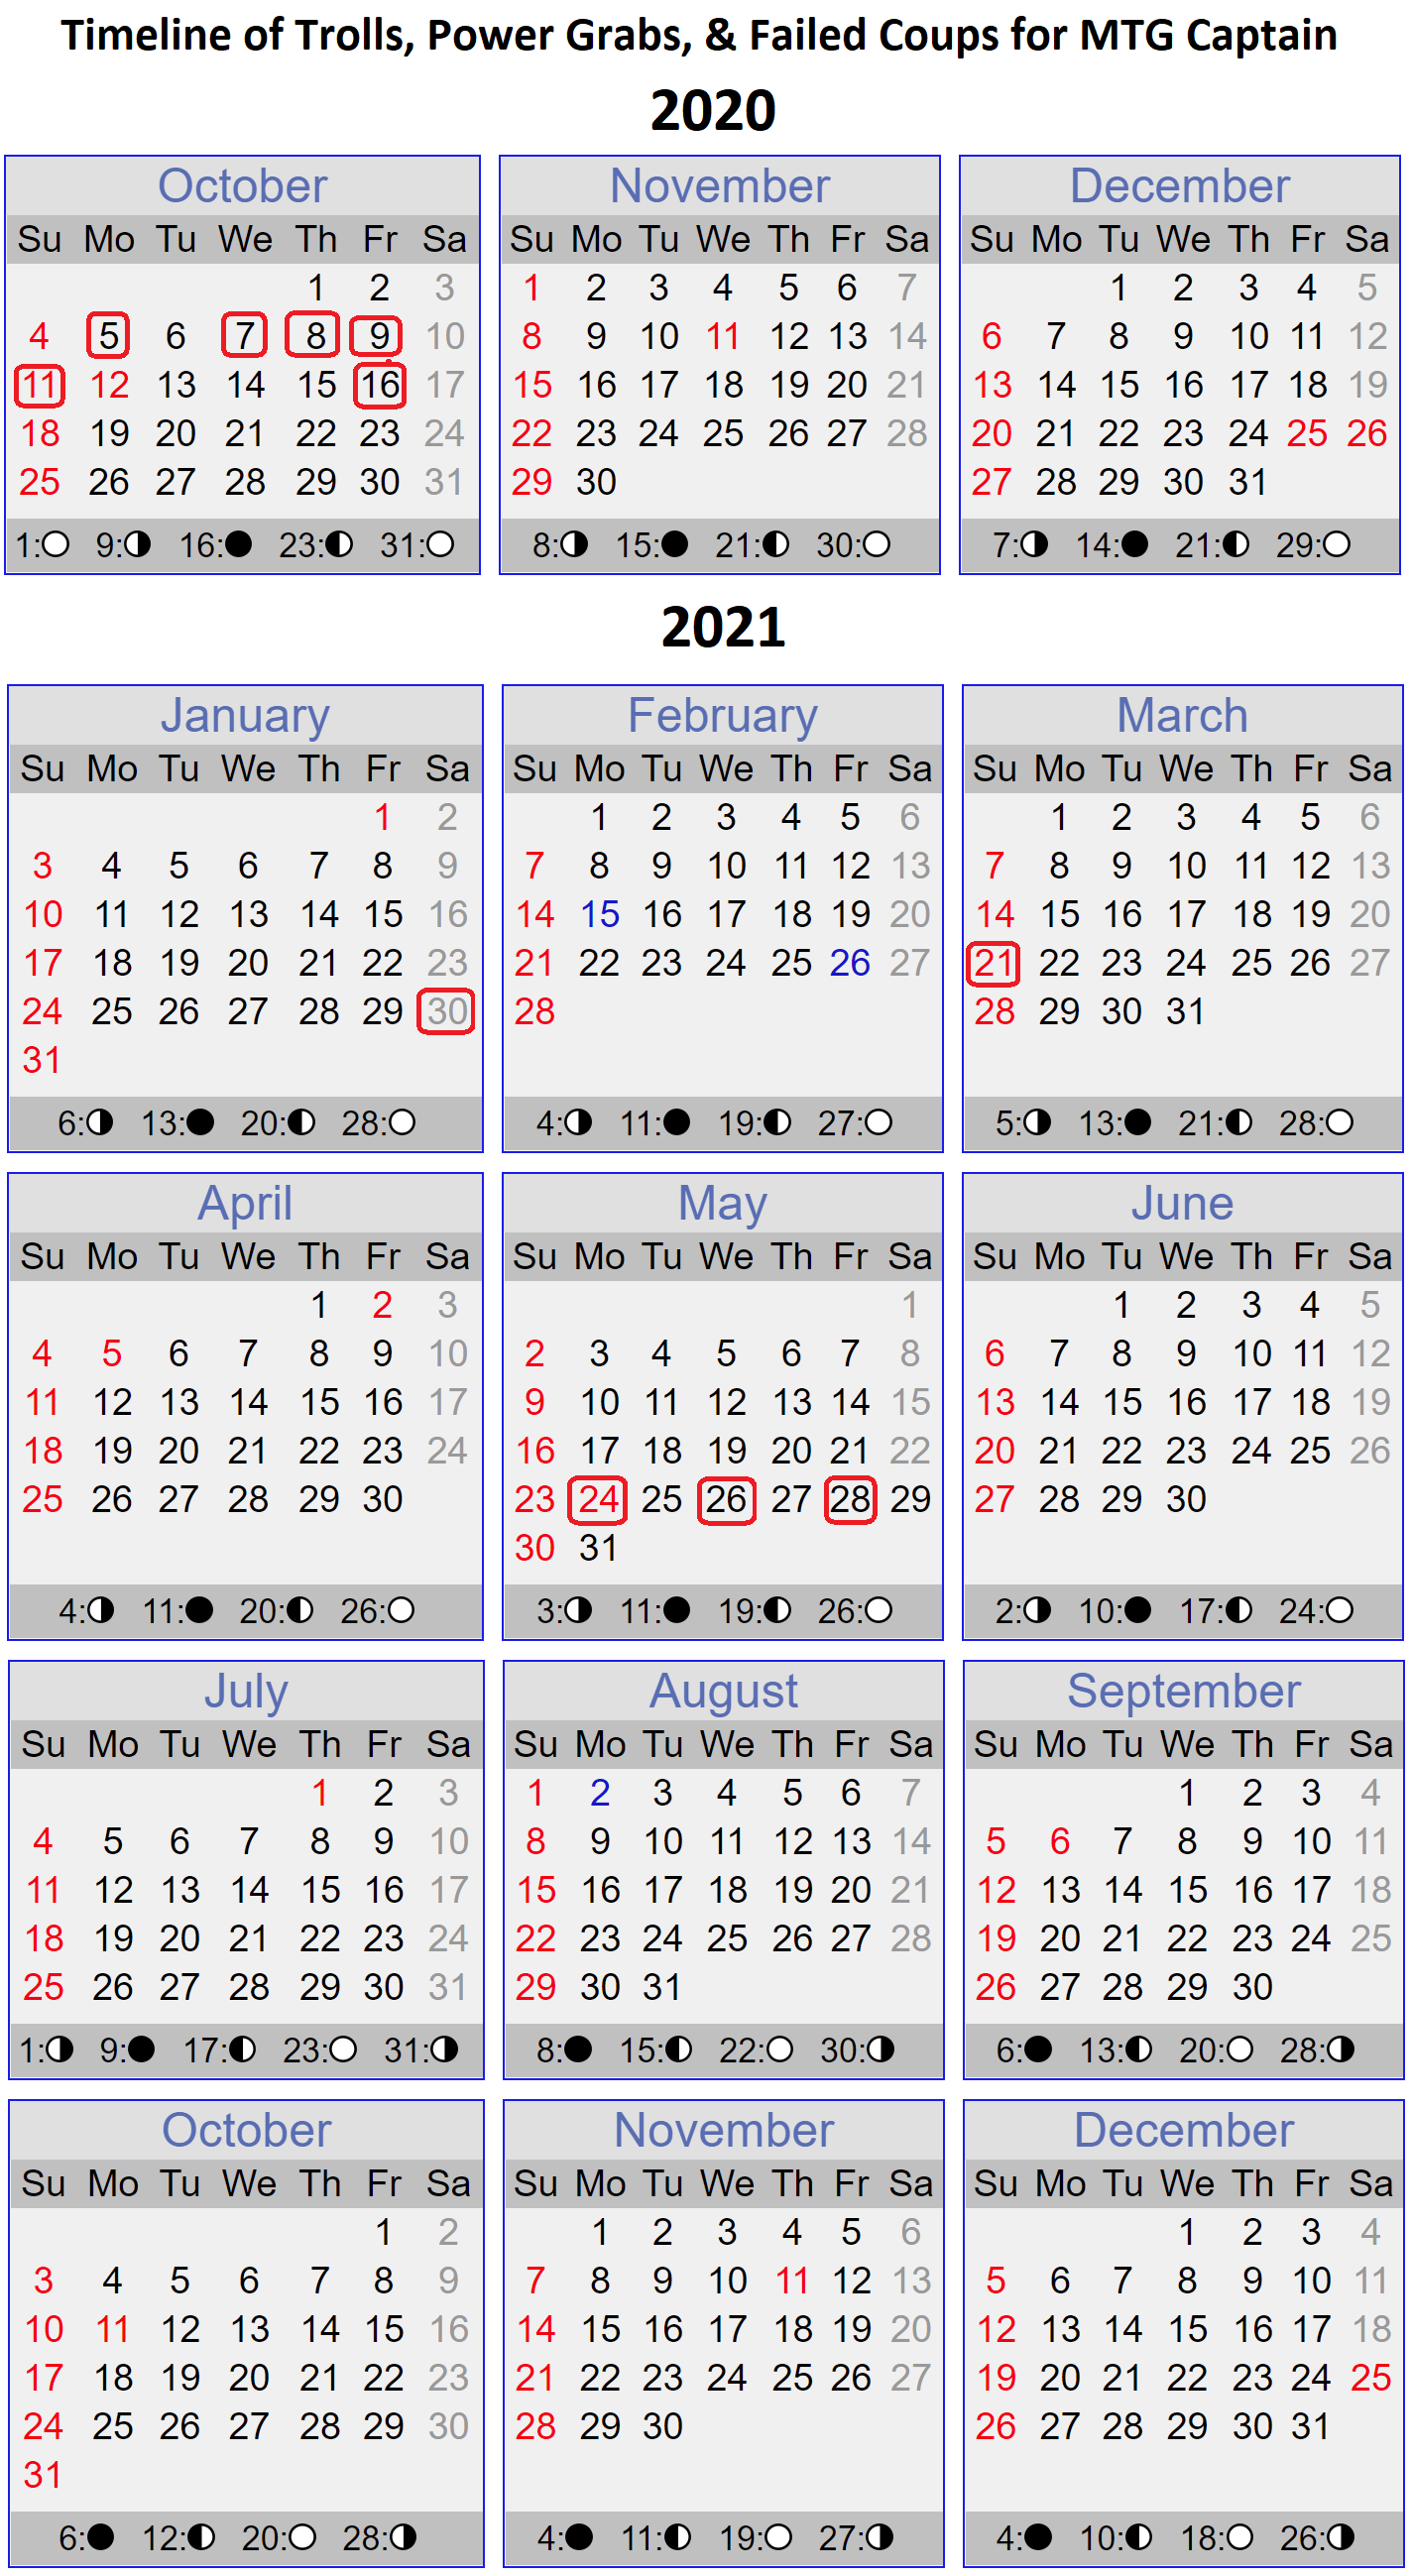 Timeline of Trolls, Power Grabs, & Failed Coups for MTG Captain
2020
October
Su Mo Tu We Th Fr Sa
1 2 3
4 5 6 7 8 9 10
11 12 13 14 15 16 17
18 19 20 21 22 23 24
25 26 27 28 29 30 31
1: 9: 16: 23: 31:
November
Su Mo Tu We Th Fr Sa
1 2 3 4 5 6 7
8 9 10 11 12 13 14
15 16 17 18 19 20 21
22 23 24 25 26 27 28
29 30
8: 15: 21: 30:
December
Su Mo Tu We Th Fr Sa
1 2 3 4 5
6 7 8 9 10 11 12
13 14 15 16 17 18 19
20 21 22 23 24 25 26
27 28 29 30 31
7: 14: 21: 29:
2021
January
Su Mo Tu We Th Fr Sa
1 2
3 4 5 6 7 8 9
10 11 12 13 14 15 16
17 18 19 20 21 22 23
24 25 26 27 28 29 30
31
6: 13: 20: 28:
February
Su Mo Tu We Th Fr Sa
1 2 3 4 5 6
7 8 9 10 11 12 13
14 15 16 17 18 19 20
21 22 23 24 25 26 27
28
4: 11: 19: 27:
March
Su Mo Tu We Th Fr Sa
1 2 3 4 5 6
7 8 9 10 11 12 13
14 15 16 17 18 19 20
21 22 23 24 25 26 27
28 29 30 31
5: 13: 21: 28:
April
Su Mo Tu We Th Fr Sa
1 2 3
4 5 6 7 8 9 10
11 12 13 14 15 16 17
18 19 20 21 22 23 24
25 26 27 28 29 30
4: 11: 20: 26:
May
Su Mo Tu We Th Fr Sa
1
2 3 4 5 6 7 8
9 10 11 12 13 14 15
16 17 18 19 20 21 22
23 24 25 26 27 28 29
30 31
3: 11: 19: 26:
June
Su Mo Tu We Th Fr Sa
1 2 3 4 5
6 7 8 9 10 11 12
13 14 15 16 17 18 19
20 21 22 23 24 25 26
27 28 29 30
2: 10: 17: 24:
July
Su Mo Tu We Th Fr Sa
1 2 3
4 5 6 7 8 9 10
11 12 13 14 15 16 17
18 19 20 21 22 23 24
25 26 27 28 29 30 31
1: 9: 17: 23: 31:
August
Su Mo Tu We Th Fr Sa
1 2 3 4 5 6 7
8 9 10 11 12 13 14
15 16 17 18 19 20 21
22 23 24 25 26 27 28
29 30 31
8: 15: 22: 30:
September
Su Mo Tu We Th Fr Sa
1 2 3 4
5 6 7 8 9 10 11
12 13 14 15 16 17 18
19 20 21 22 23 24 25
26 27 28 29 30
6: 13: 20: 28:
October
Su Mo Tu We Th Fr Sa
1 2
3 4 5 6 7 8 9
10 11 12 13 14 15 16
17 18 19 20 21 22 23
24 25 26 27 28 29 30
31
6: 12: 20: 28:
November
Su Mo Tu We Th Fr Sa
1 2 3 4 5 6
7 8 9 10 11 12 13
14 15 16 17 18 19 20
21 22 23 24 25 26 27
28 29 30
4: 11: 19: 27:
December
Su Mo Tu We Th Fr Sa
1 2 3 4
5 6 7 8 9 10 11
12 13 14 15 16 17 18
19 20 21 22 23 24 25
26 27 28 29 30 31
4: 10: 18: 26: